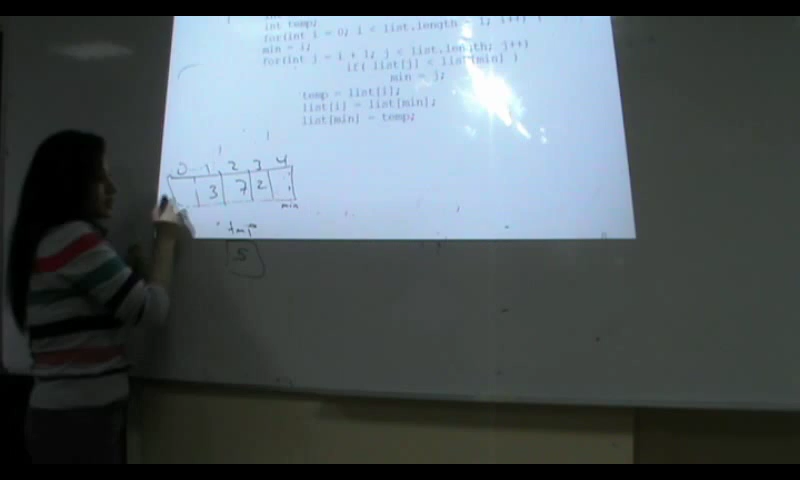 int temp;
for(int i = 0; i < list.length - 1; i++) {
min = i;
for(int j = i + 1; j < list.length; j++)
if( list[j] < list[min] )
min = j;
temp = list[i];
list[i] = list[min];
list[min] = temp;
0 1 2 3 4
3 7 2
min
tmp
5